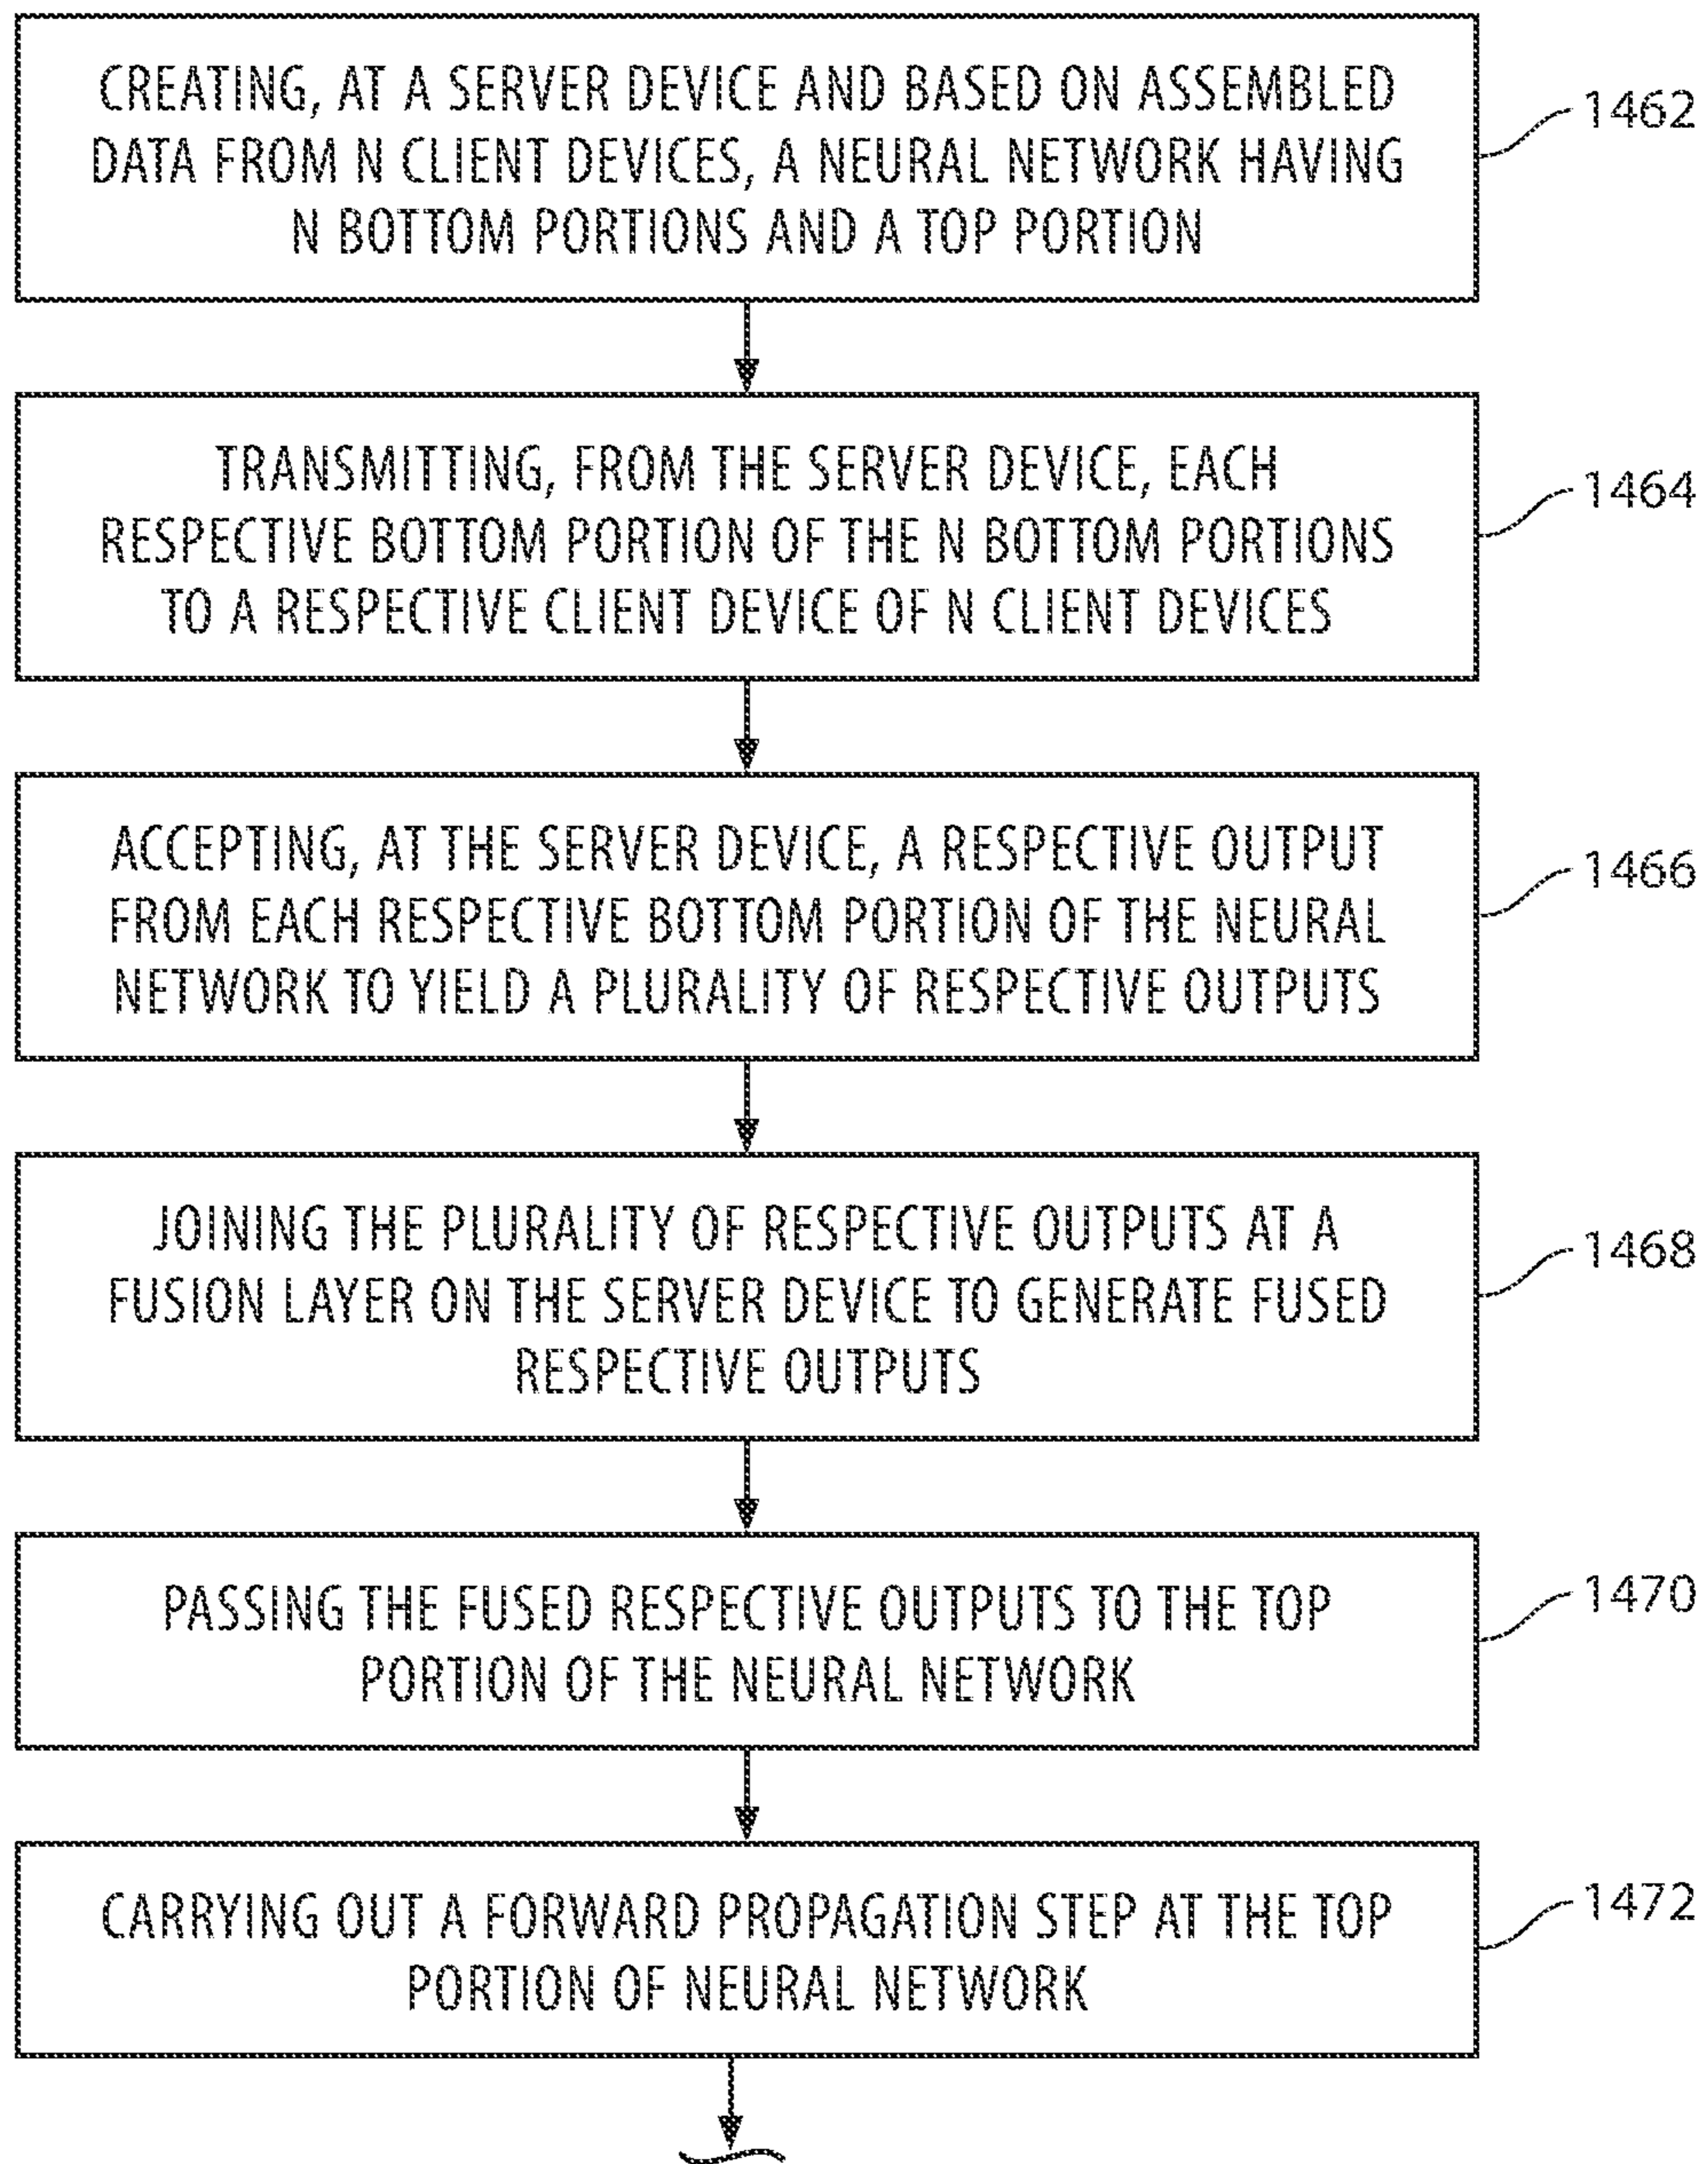 CREATING, AT A SERVER DEVICE AND BASED ON ASSEMBLED
DATA FROM N CLIENT DEVICES, A NEURAL NETWORK HAVING
N BOTTOM PORTIONS AND A TOP PORTION
1462
TRANSMITTING, FROM THE SERVER DEVICE, EACH
RESPECTIVE BOTTOM PORTION OF THE N BOTTOM PORTIONS
TO A RESPECTIVE CLIENT DEVICE OF N CLIENT DEVICES
1464
ACCEPTING, AT THE SERVER DEVICE, A RESPECTIVE OUTPUT
FROM EACH RESPECTIVE BOTTOM PORTION OF THE NEURAL
NETWORK TO YIELD A PLURALITY OF RESPECTIVE OUTPUTS
1466
JOINING THE PLURALITY OF RESPECTIVE OUTPUTS AT A
FUSION LAYER ON THE SERVER DEVICE TO GENERATE FUSED
RESPECTIVE OUTPUTS
1468
PASSING THE FUSED RESPECTIVE OUTPUTS TO THE TOP
PORTION OF THE NEURAL NETWORK
1470
CARRYING OUT A FORWARD PROPAGATION STEP AT THE TOP
PORTION OF NEURAL NETWORK
1472